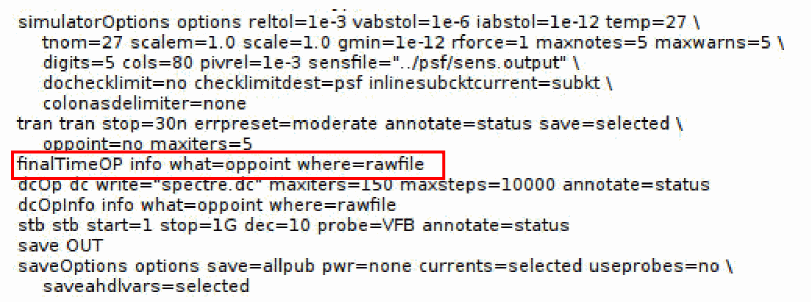 simulatorOptions options reltol=1e-3 vabstol=1e-6 iabstol=1e-12 temp=27 \
tnom=27 scalem=1.0 scale=1.0 gmin=1e-12 rforce=1 maxnotes=5 maxwarns=5 \
digits=5 cols=80 pivrel=1e-3 sensfile="../psf/sens.output" \
dochecklimit=no checklimitdest=psf inlinesubcktcurrent=subkt \
colonasdelimiter=none
tran tran stop=30n errpreset=moderate annotate=status save=selected \
oppoint=no maxiters=5
finalTimeOP info what=oppoint where=rawfile
dcOp dc write="spectre.dc" maxiters=150 maxsteps=10000 annotate=status
dcOpInfo info what=oppoint where=rawfile
stb stb start=1 stop=1G dec=10 probe=VFB annotate=status
save OUT
saveOptions options save=allpub pwr=none currents=selected useprobes=no \
saveahdlvars=selected